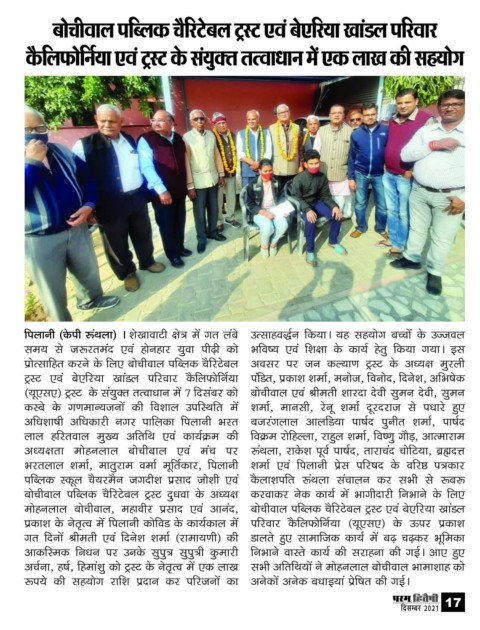 बोचीवाल पब्लिक चैरिटेबल ट्रस्ट एवं बेएरिया खांडल परिवार
कैलिफोर्निया एवं ट्रस्ट के संयुक्त तत्वाधान में एक लाख की सहयोग
पिलानी (केपी रूंथला) । शेखावाटी क्षेत्र में गत लंबे
समय से जरूरतमंद एवं होनहार युवा पीढ़ी को
प्रोत्साहित करने के लिए बोचीवाल पब्लिक चैरिटेबल
ट्रस्ट एवं बेएरिया खांडल परिवार कैलिफोर्निया
(यूएसए) ट्रस्ट के संयुक्त तत्वाधान में 7 दिसंबर को
कस्बे के गणमान्यजनों की विशाल उपस्थिति में
अधिशाषी अधिकारी नगर पालिका पिलानी भरत
लाल हरितवाल मुख्य अतिथि एवं कार्यक्रम की
अध्यक्षता मोहनलाल बोचीवाल एवं मंच पर
भरतलाल शर्मा, मातुराम वर्मा मूर्तिकार, पिलानी
पब्लिक स्कूल चैयरमैन जगदीश प्रसाद जोशी एवं
बोचीवाल पब्लिक चैरिटेबल ट्रस्ट दुधवा के अध्यक्ष
मोहनलाल बोचीवाल, महावीर प्रसाद एवं आनंद,
प्रकाश के नेतृत्व में पिलानी कोविड के कार्यकाल में
गत दिनों श्रीमती एवं दिनेश शर्मा (रामायणी) की
आकस्मिक निधन पर उनके सुपुत्र सुपुत्री कुमारी
अर्चना, हर्ष, हिमांशु को ट्रस्ट के नेतृत्व में एक लाख
रूपये की सहयोग राशि प्रदान कर परिजनों का
उत्साहवर्द्धन किया। यह सहयोग बच्चों के उज्जवल
भविष्य एवं शिक्षा के कार्य हेतु किया गया। इस
अवसर पर जन कल्याण ट्रस्ट के अध्यक्ष मुरली
पंडित, प्रकाश शर्मा, मनोज, विनोद, दिनेश, अभिषेक
बोचीवाल एवं श्रीमती शारदा देवी सुमन देवी, सुमन
शर्मा, मानसी, रेनू शर्मा दूरदराज से पधारे हुए
बजरंगलाल आलडिया पार्षद पुनीत शर्मा, पार्षद
विक्रम रोहिल्ला, राहुल शर्मा, विष्णु गौड़, आत्माराम
रूंथला, राकेश पूर्व पार्षद, ताराचंद चोटिया, ब्रह्मदत्त
शर्मा एवं पिलानी प्रेस परिषद के वरिष्ठ पत्रकार
कैलाशपति रूंथला संचालन कर सभी से रूबरू
करवाकर नेक कार्य में भागीदारी निभाने के लिए
बोचीवाल पब्लिक चैरिटेबल ट्रस्ट एवं बेएरिया खांडल
परिवार कैलिफोर्निया (यूएसए) के ऊपर प्रकाश
डालते हुए सामाजिक कार्य में बढ़ चढ़कर भूमिका
निभाने वास्ते कार्य की सराहना की गई। आए हुए
सभी अतिथियों ने मोहनलाल बोचीवाल भामाशाह को
अनेकों अनेक बधाइयां प्रेषित की गई।
परम हितैषी
दिसम्बर 2021
17